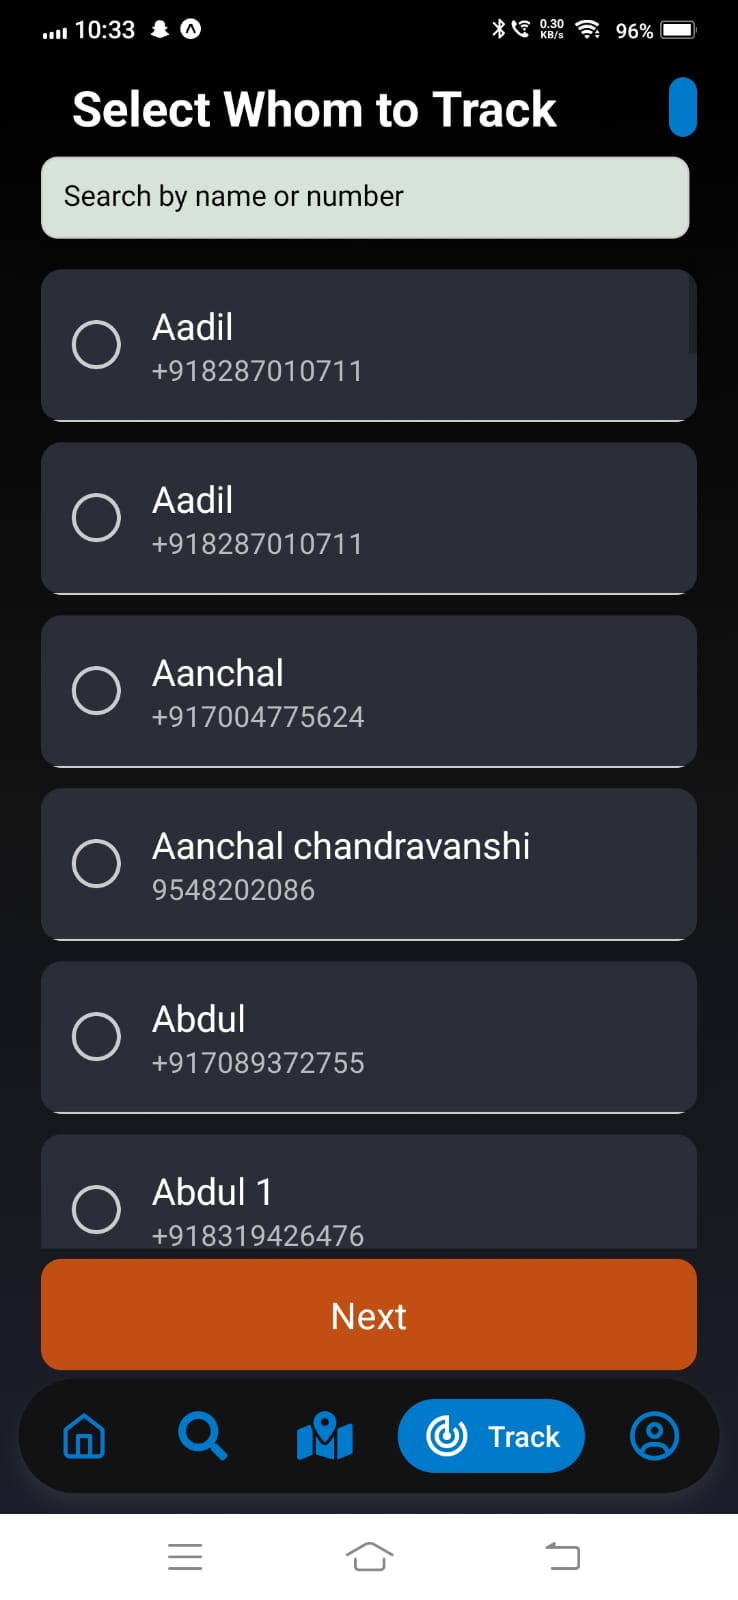 10:33
0.30
KB/s
96%
Select Whom to Track
Search by name or number
Aadil
+918287010711
Aadil
+918287010711
Aanchal
+917004775624
Aanchal chandravanshi
9548202086
Abdul
+917089372755
Abdul 1
+918319426476
Next
Track